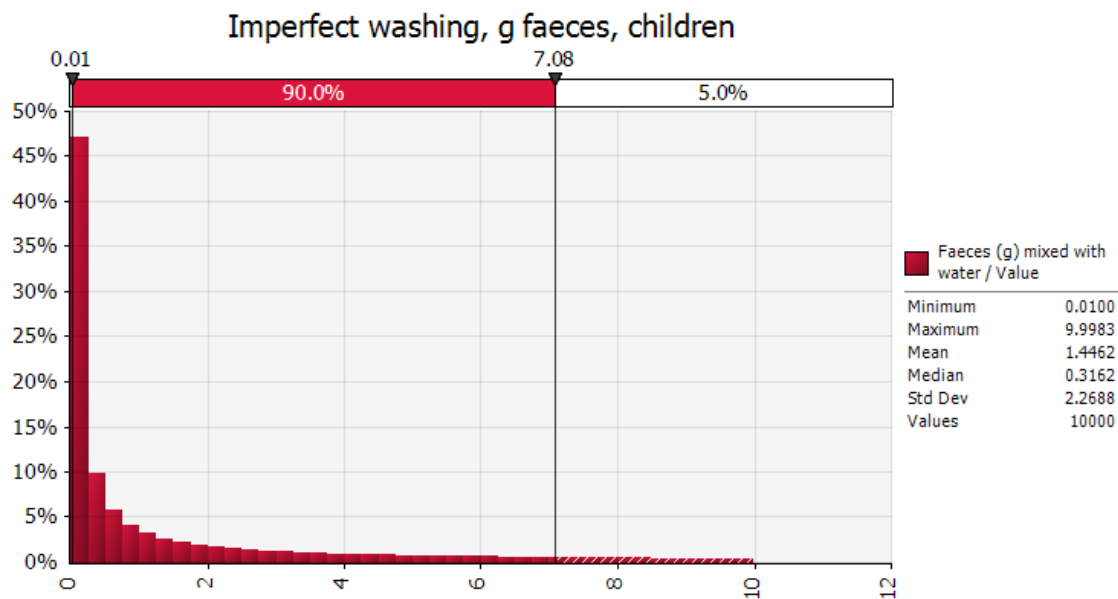 Imperfect washing, g faeces, children
0.01 7.08
90.0% 5.0%
50%
45%
40%
35%
30%
25%
20%
15%
10%
5%
0%
0 2 4 6 8 10 12
Faeces (g) mixed with
water / Value
Minimum 0.0100
Maximum 9.9983
Mean 1.4462
Median 0.3162
Std Dev 2.2688
Values 10000